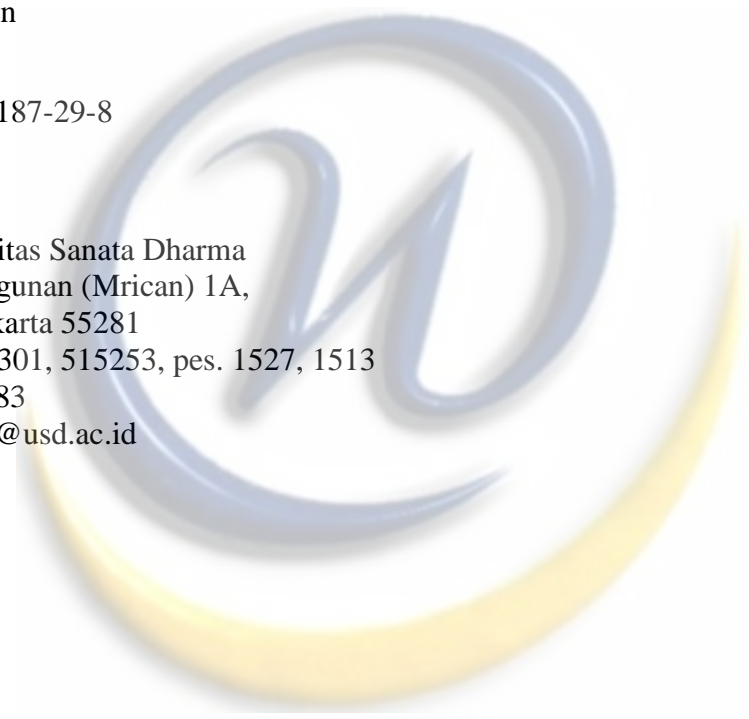 n
187-29-8
itas Sanata Dharma
gunan (Mrican) 1A,
karta 55281
301, 515253, pes. 1527, 1513
83
@usd.ac.id